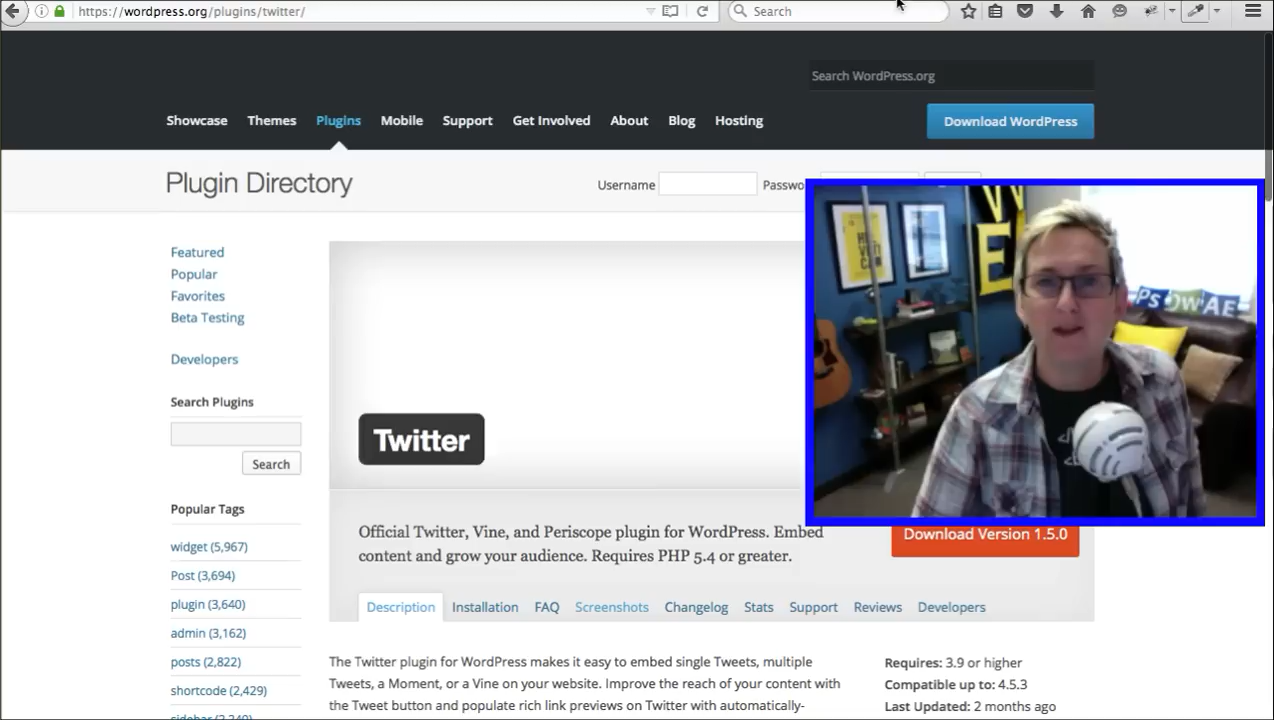 https://wordpress.org/plugins/twitter/
Search
Search WordPress.org
Showcase Themes Plugins Mobile Support Get Involved About Blog Hosting
Download WordPress
Plugin Directory
Username
Passwo
Featured
Popular
Favorites
Beta Testing
Developers
Search Plugins
Search
Popular Tags
widget (5,967)
Post (3,694)
plugin (3,640)
admin (3,162)
posts (2,822)
shortcode (2,429)
Twitter
WE
Ps DW AE
Official Twitter, Vine, and Periscope plugin for WordPress. Embed
content and grow your audience. Requires PHP 5.4 or greater.
Download Version 1.5.0
Description Installation FAQ Screenshots Changelog Stats Support Reviews Developers
The Twitter plugin for WordPress makes it easy to embed single Tweets, multiple
Tweets, a Moment, or a Vine on your website. Improve the reach of your content with
the Tweet button and populate rich link previews on Twitter with automatically-
Requires: 3.9 or higher
Compatible up to: 4.5.3
Last Updated: 2 months ago